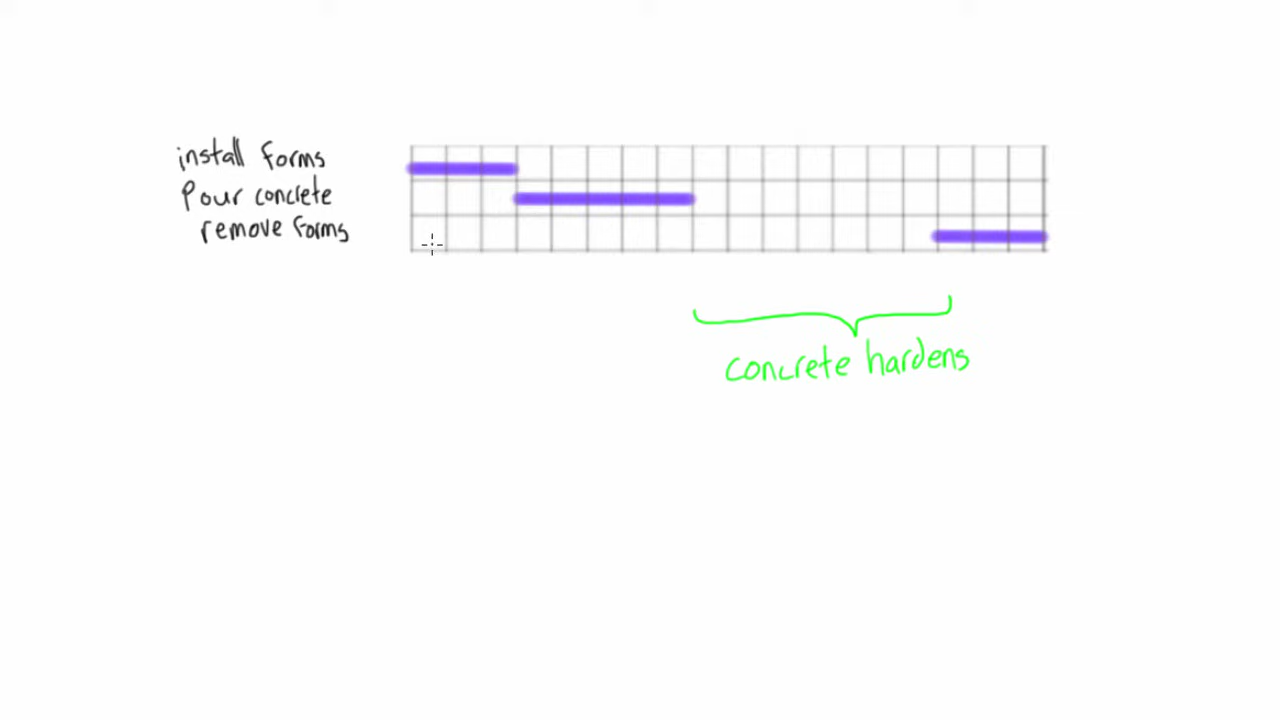 install forms
Pour concrete
remove forms
concrete hardens